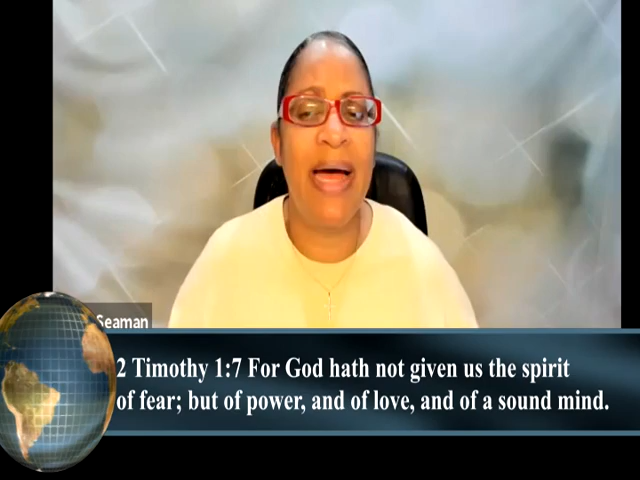 Seaman
2 Timothy 1:7 For God hath not given us the spirit
of fear; but of power, and of love, and of a sound mind.